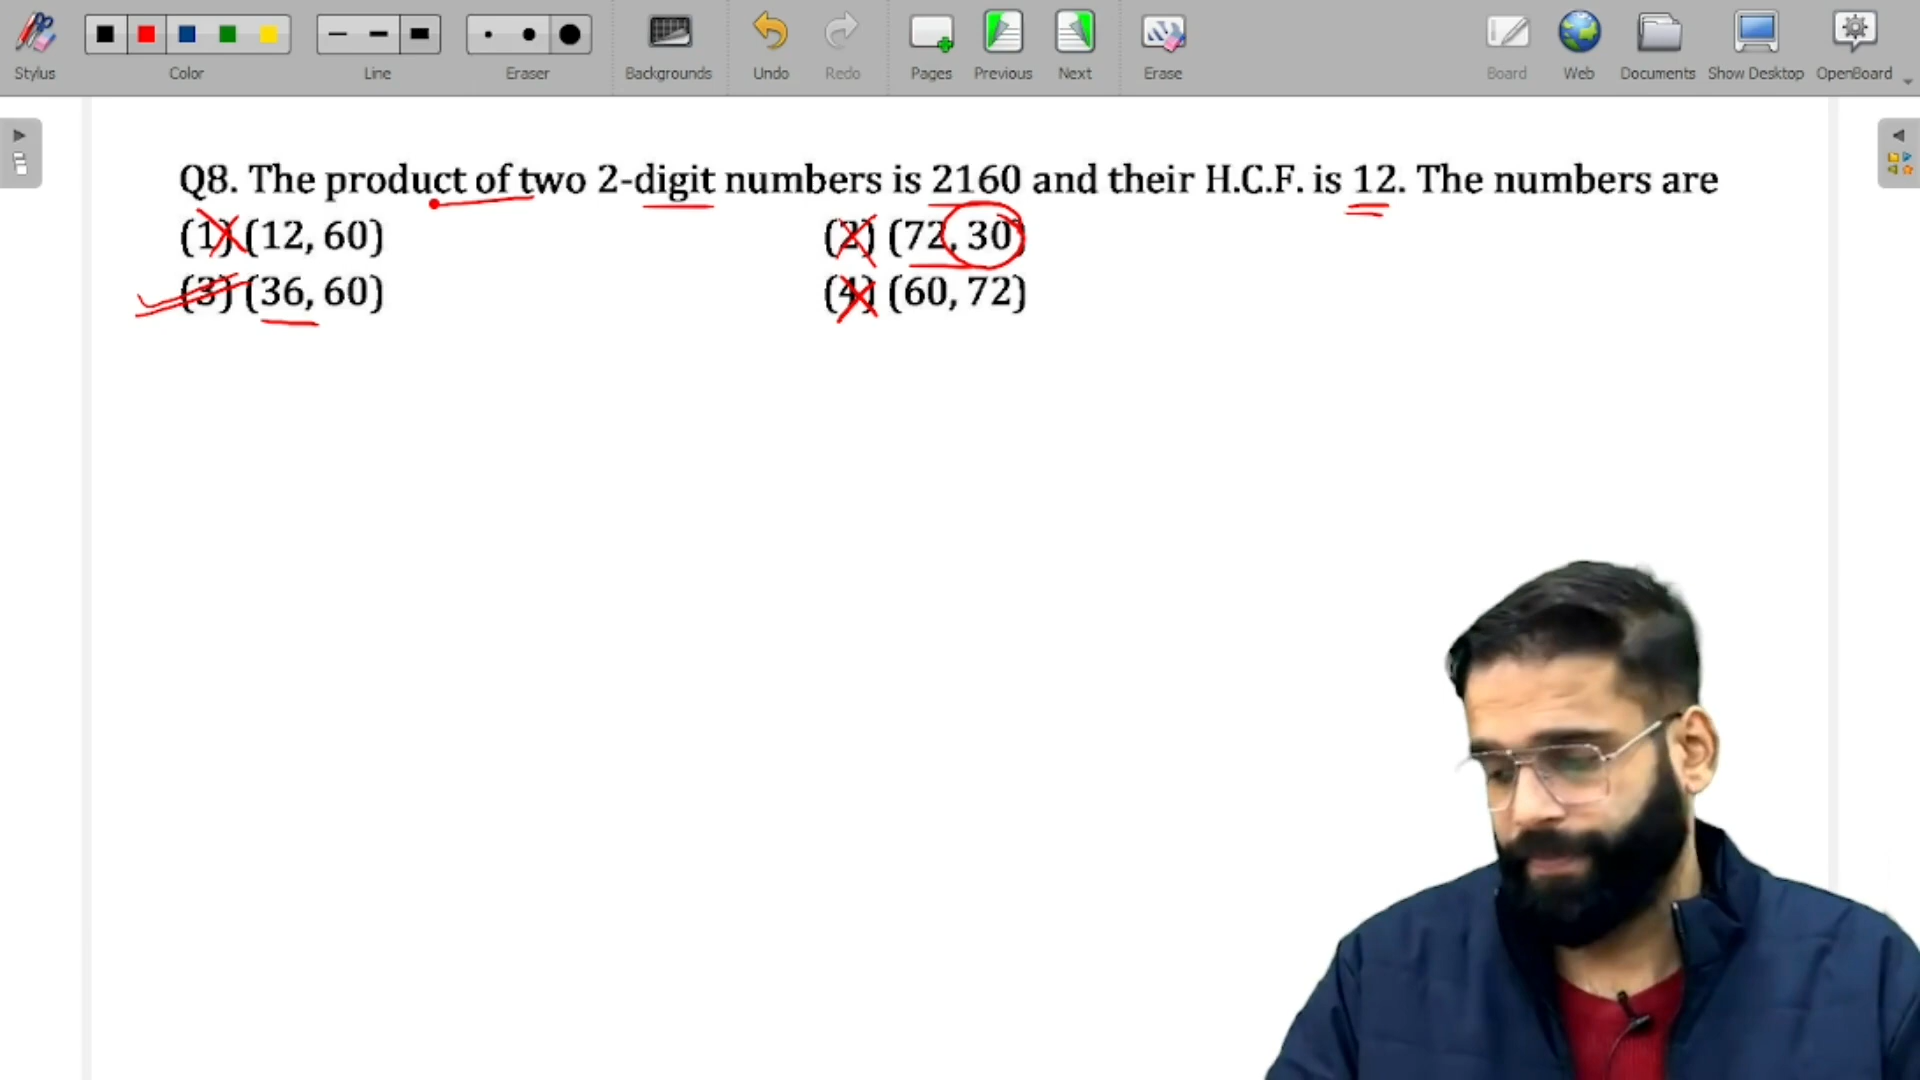 Stylus Color Line Eraser Backgrounds Undo Redo Pages Previous Next Erase Board Web Documents Show Desktop OpenBoard
Q8. The product of two 2-digit numbers is 2160 and their H.C.F. is 12. The numbers are
(1) (12, 60) (2) (72, 30)
(3) (36, 60) (4) (60, 72)